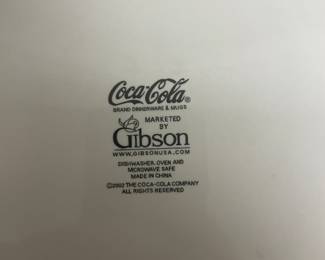 Coca-Cola®
BRAND DINNERWARE & MUGS
MARKETED
BY
Gibson
WWW.GIBSONUSA.COM
DISHWASHER, OVEN AND
MICROWAVE SAFE
MADE IN CHINA
©2002 THE COCA-COLA COMPANY
ALL RIGHTS RESERVED